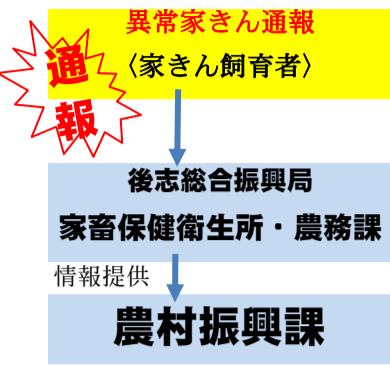 異常家きん通報
通報
〈家きん飼育者〉
後志総合振興局
家畜保健衛生所・農務課
情報提供
農村振興課